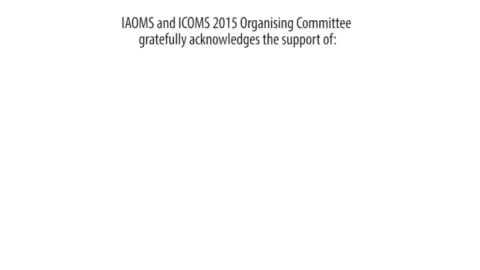 IAOMS and ICOMS 2015 Organising Committee
gratefully acknowledges the support of: